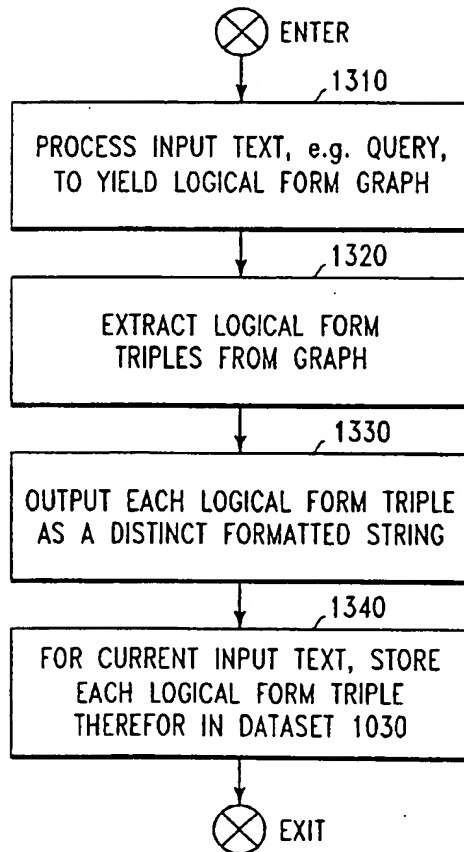 ENTER
1310
PROCESS INPUT TEXT, e.g. QUERY,
TO YIELD LOGICAL FORM GRAPH
1320
EXTRACT LOGICAL FORM
TRIPLES FROM GRAPH
1330
OUTPUT EACH LOGICAL FORM TRIPLE
AS A DISTINCT FORMATTED STRING
1340
FOR CURRENT INPUT TEXT, STORE
EACH LOGICAL FORM TRIPLE
THEREFOR IN DATASET 1030
EXIT